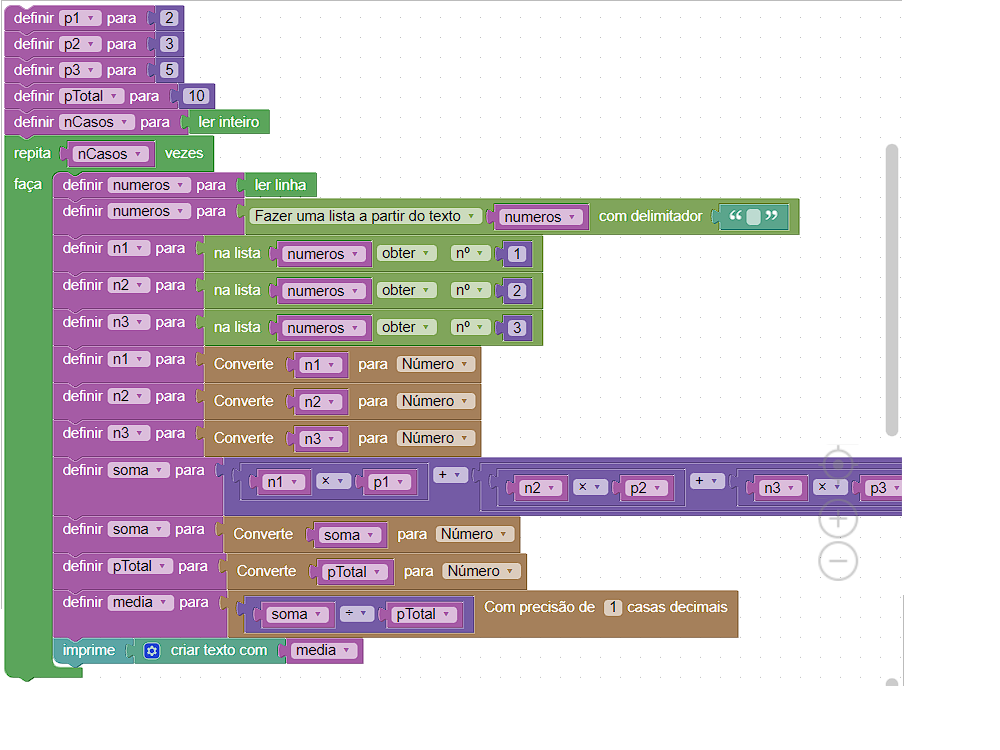 definir p1 para 2
definir p2 para 3
definir p3 para 5
definir pTotal para 10
definir nCasos para ler inteiro
repita nCasos vezes
faça definir numeros para ler linha
definir numeros para Fazer uma lista a partir do texto numeros com delimitador “ ”
definir n1 para na lista numeros obter nº 1
definir n2 para na lista numeros obter nº 2
definir n3 para na lista numeros obter nº 3
definir n1 para Converte n1 para Número
definir n2 para Converte n2 para Número
definir n3 para Converte n3 para Número
definir soma para n1 × p1 + n2 × p2 + n3 × p3
definir soma para Converte soma para Número
definir pTotal para Converte pTotal para Número
definir media para soma ÷ pTotal Com precisão de 1 casas decimais
imprime criar texto com media